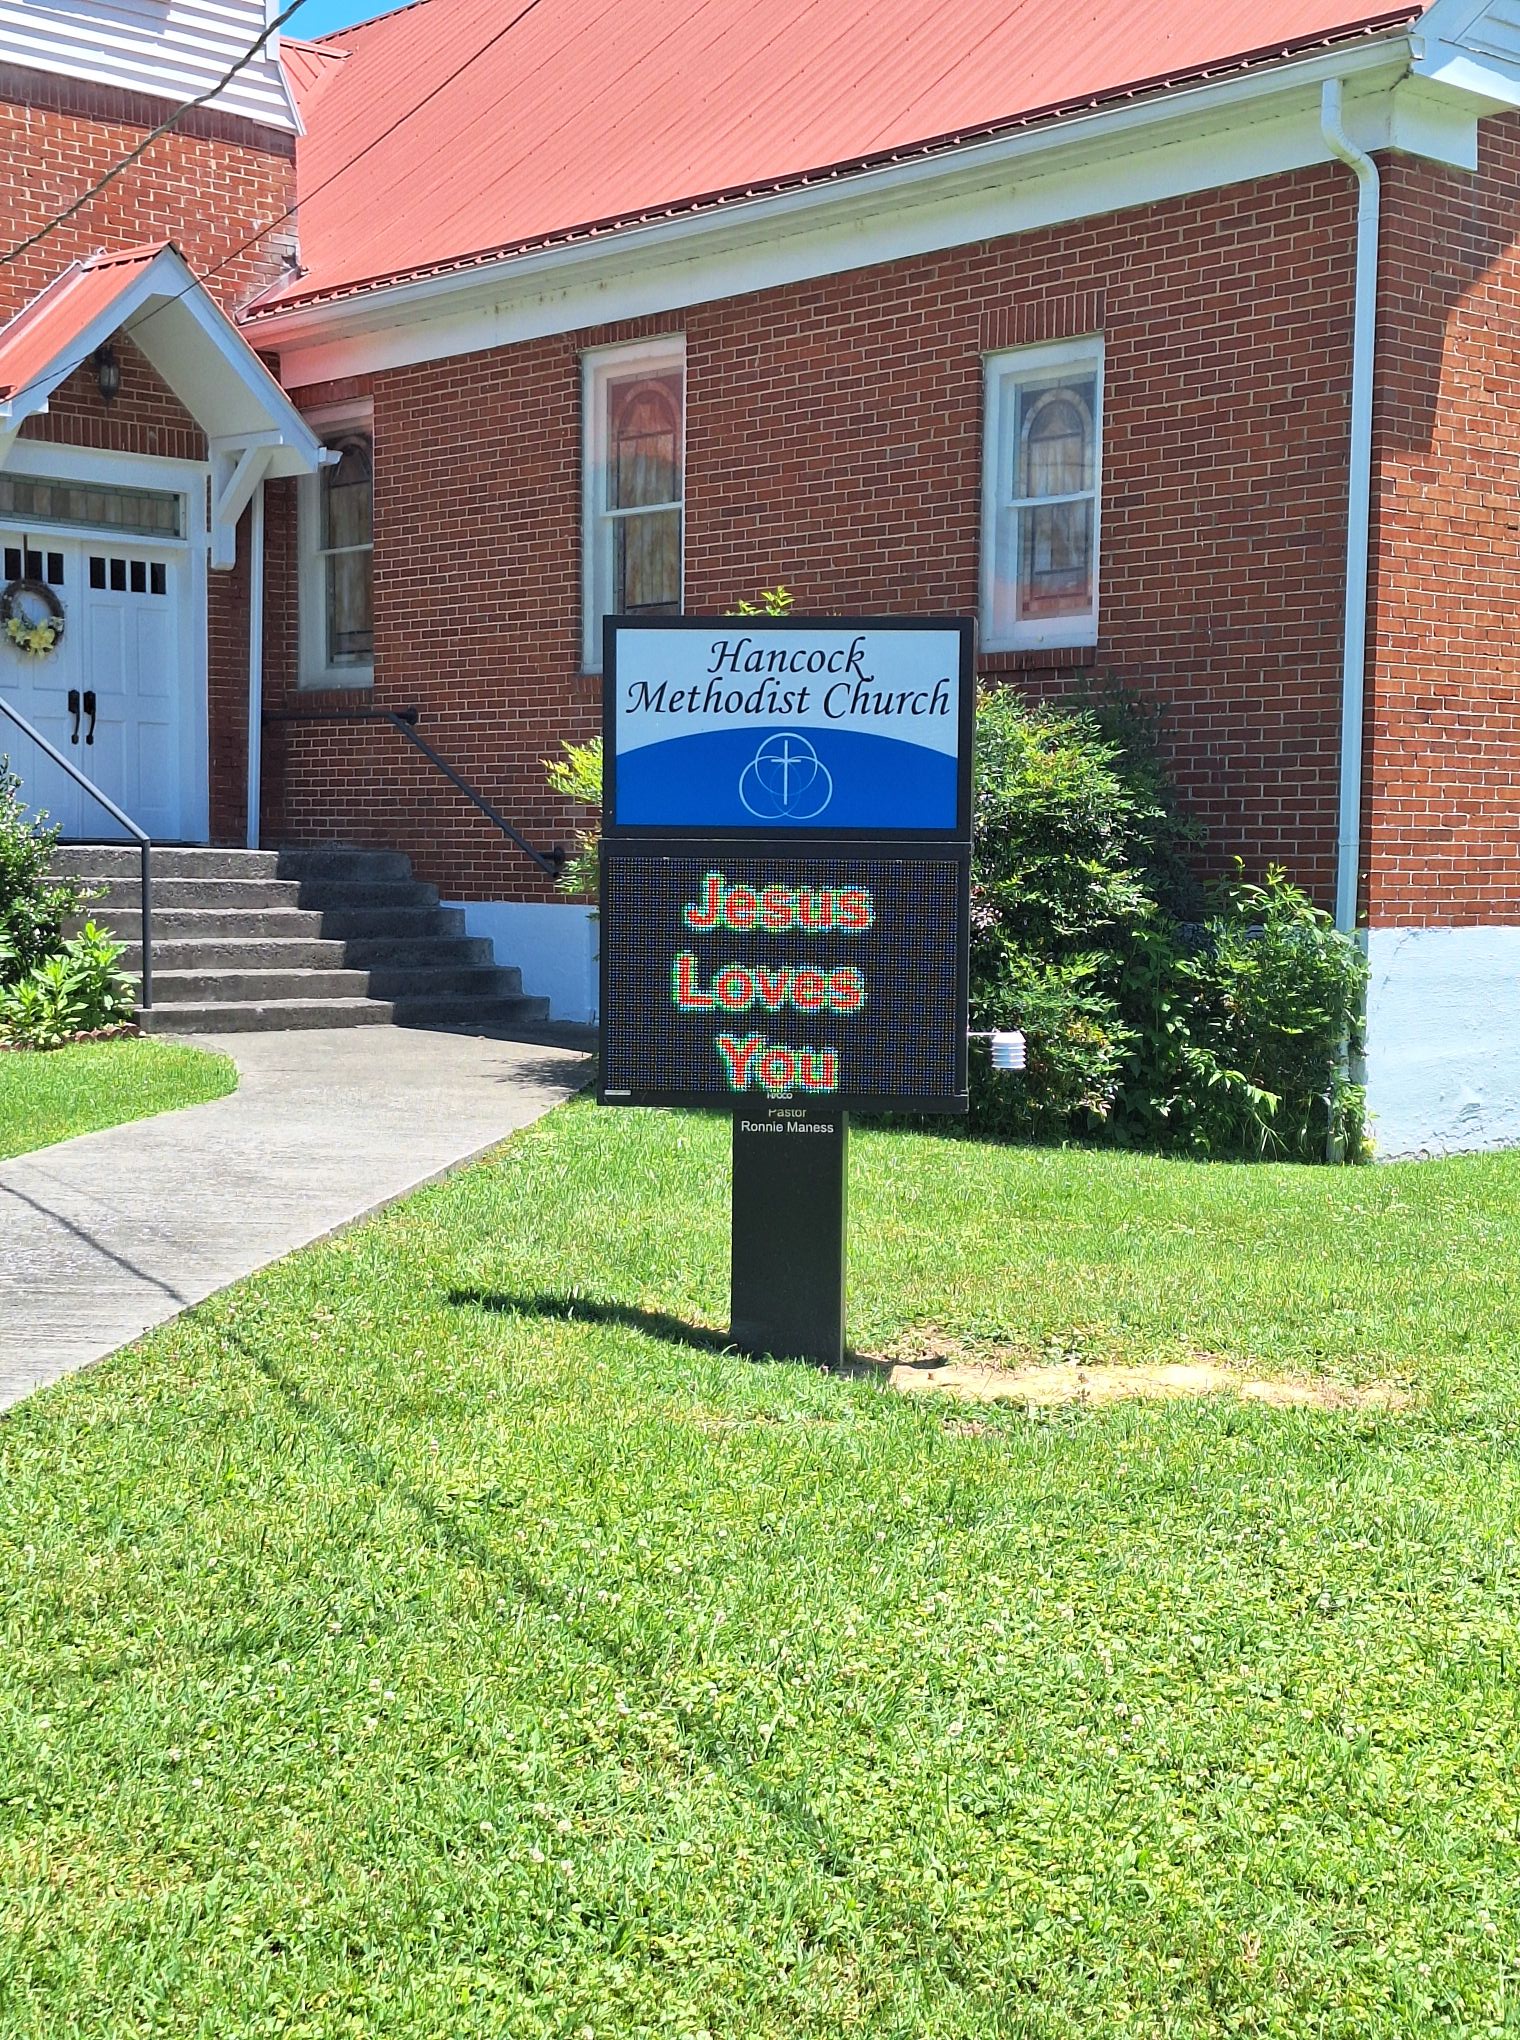 Hancock
Methodist Church
Jesus
Loves
You
Pastor
Ronnie Maness